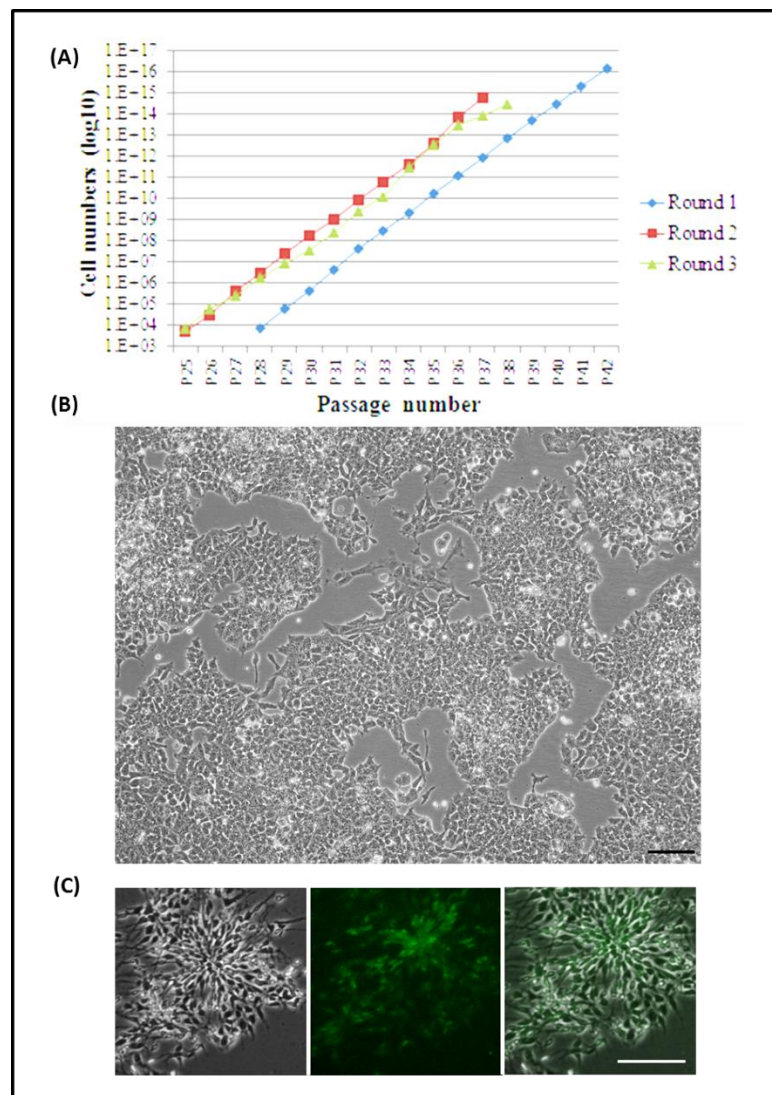 (A)
1.E+17
1.E+16
1.E+15
1.E+14
1.E+13
1.E+12
1.E+11
1.E+10
1.E+09
1.E+08
1.E+07
1.E+06
1.E+05
1.E+04
1.E+03
Cell numbers (log10)
P25
P26
P27
P28
P29
P30
P31
P32
P33
P34
P35
P36
P37
P38
P39
P40
P41
P42
Passage number
Round 1
Round 2
Round 3
(B)
(C)